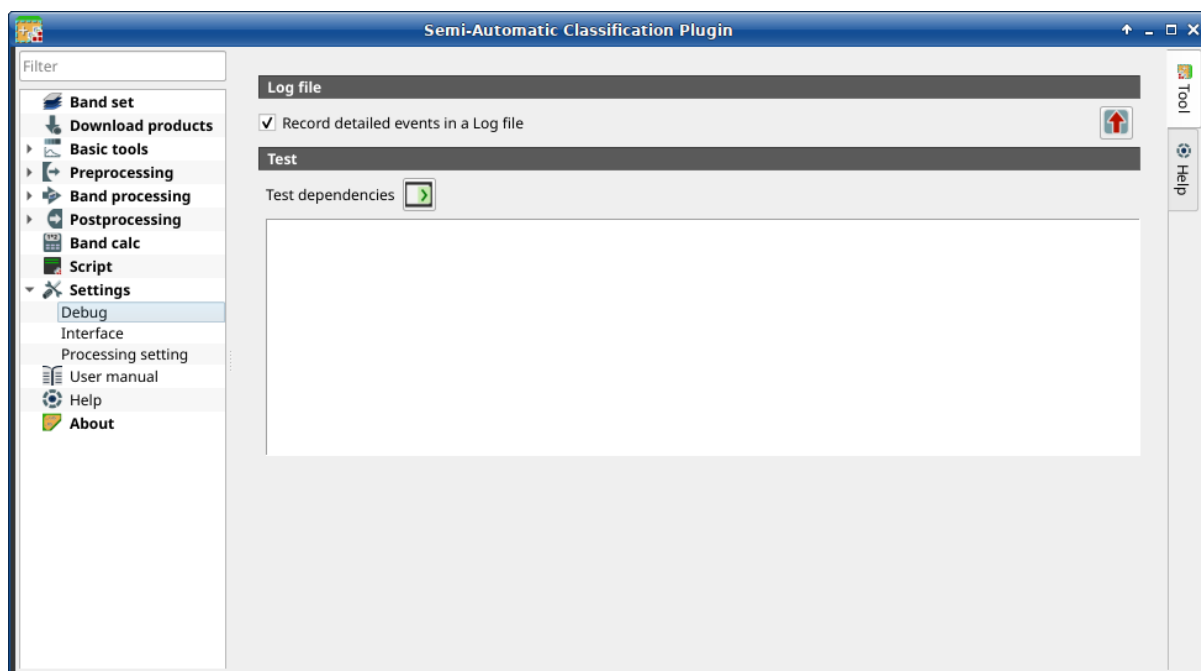 Semi-Automatic Classification Plugin
Filter
Band set
Download products
Basic tools
Preprocessing
Band processing
Postprocessing
Band calc
Script
Settings
Debug
Interface
Processing setting
User manual
Help
About
Log file
Record detailed events in a Log file
Test
Test dependencies
Tool
Help